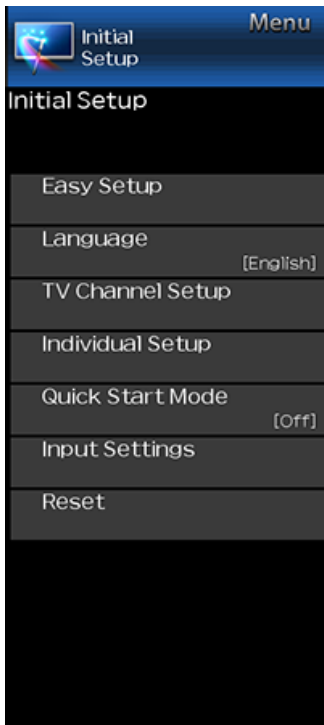 Menu
Initial
Setup
Initial Setup
Easy Setup
Language
[English]
TV Channel Setup
Individual Setup
Quick Start Mode
[Off]
Input Settings
Reset